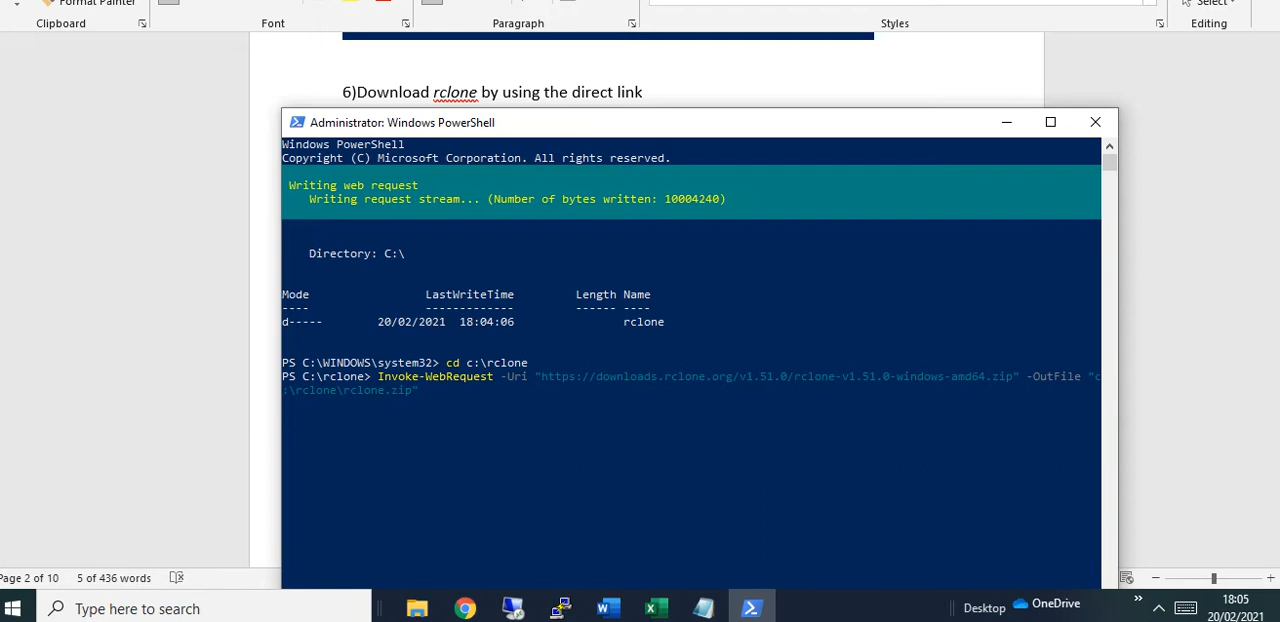 Format Painter
Select
Clipboard
Font
Paragraph
Styles
Editing
6)Download rclone by using the direct link
Administrator: Windows PowerShell
Windows PowerShell
Copyright (C) Microsoft Corporation. All rights reserved.
Writing web request
Writing request stream... (Number of bytes written: 10004240)
Directory: C:\
Mode LastWriteTime Length Name
---- ------------- ------ ----
d----- 20/02/2021 18:04:06 rclone
PS C:\WINDOWS\system32> cd c:\rclone
PS C:\rclone> Invoke-WebRequest -Uri "https://downloads.rclone.org/v1.51.0/rclone-v1.51.0-windows-amd64.zip" -OutFile "c
:\rclone\rclone.zip"
Page 2 of 10 5 of 436 words
Type here to search
Desktop
OneDrive
18:05
20/02/2021